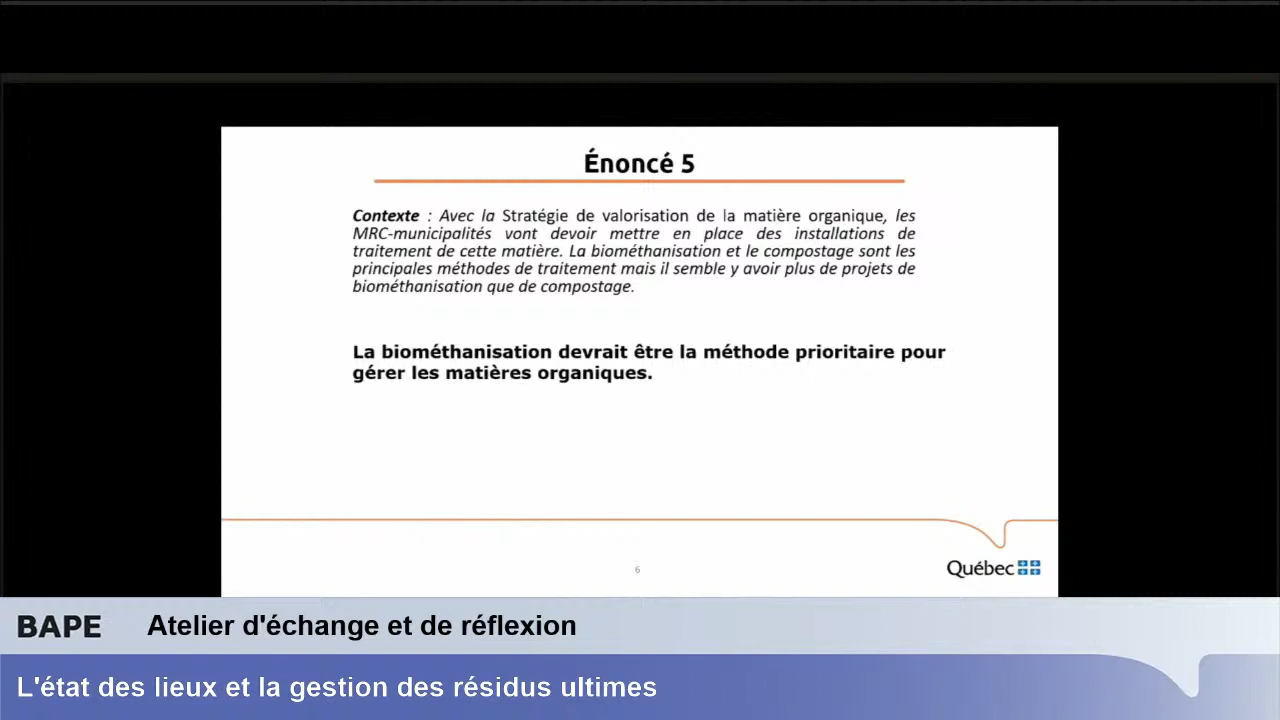 Énoncé 5
Contexte : Avec la Stratégie de valorisation de la matière organique, les
MRC-municipalités vont devoir mettre en place des installations de
traitement de cette matière. La biométhanisation et le compostage sont les
principales méthodes de traitement mais il semble y avoir plus de projets de
biométhanisation que de compostage.
La biométhanisation devrait être la méthode prioritaire pour
gérer les matières organiques.
6
Québec
BAPE Atelier d'échange et de réflexion
L'état des lieux et la gestion des résidus ultimes